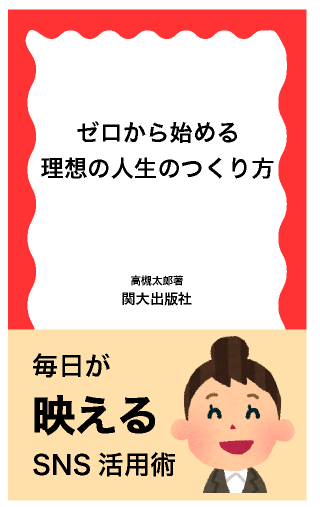 ゼロから始める
理想の人生のつくり方
高槻太郎著
関大出版社
毎日が
映える
SNS 活用術